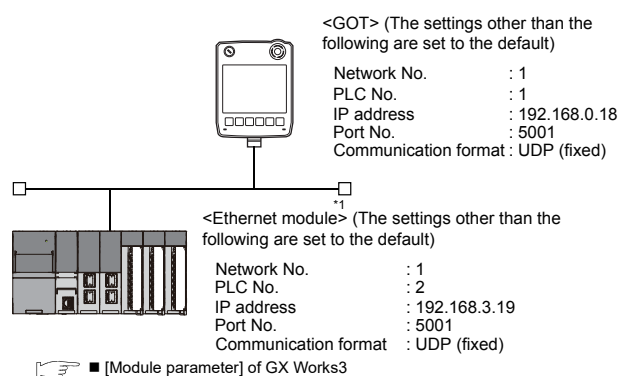 <GOT> (The settings other than the
following are set to the default)
Network No. : 1
PLC No. : 1
IP address : 192.168.0.18
Port No. : 5001
Communication format : UDP (fixed)
*1
<Ethernet module> (The settings other than the
following are set to the default)
Network No. : 1
PLC No. : 2
IP address : 192.168.3.19
Port No. : 5001
Communication format : UDP (fixed)
■ [Module parameter] of GX Works3